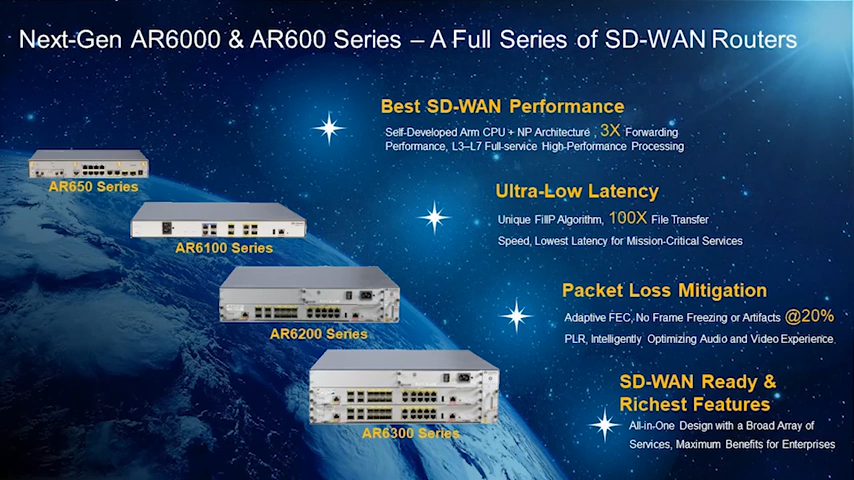 Next-Gen AR6000 & AR600 Series – A Full Series of SD-WAN Routers
Best SD-WAN Performance
Self-Developed Arm CPU + NP Architecture , 3X Forwarding
Performance, L3–L7 Full-service High-Performance Processing
AR650 Series
Ultra-Low Latency
Unique FillP Algorithm, 100X File Transfer
Speed, Lowest Latency for Mission-Critical Services
AR6100 Series
Packet Loss Mitigation
Adaptive FEC, No Frame Freezing or Artifacts @20%
PLR, Intelligently Optimizing Audio and Video Experience
AR6200 Series
SD-WAN Ready &
Richest Features
All-in-One Design with a Broad Array of
Services, Maximum Benefits for Enterprises
AR6300 Series